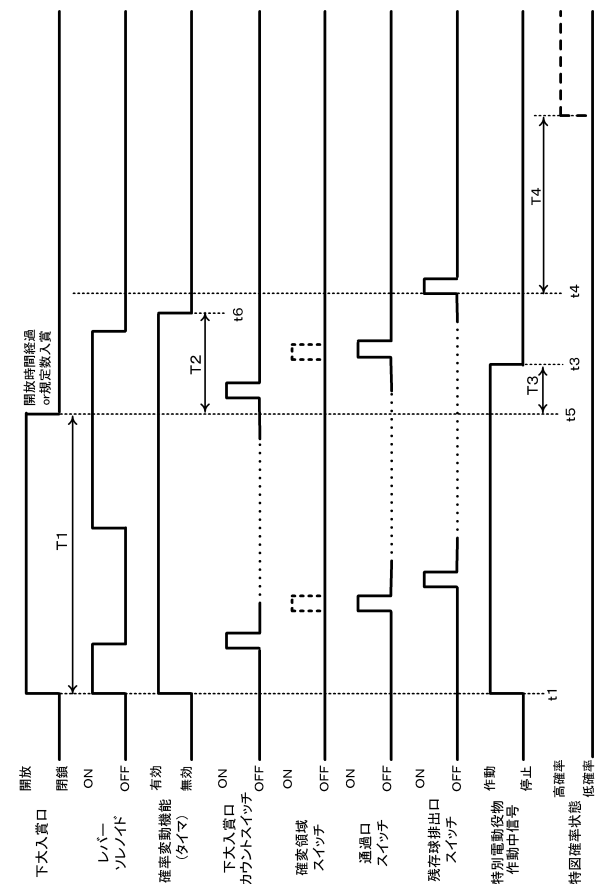 下大入賞口
開放
閉鎖
T1
開放時間経過
or規定数入賞
レバー
ソレノイド
ON
OFF
確率変動機能
(タイマ)
有効
無効
T2
t6
下大入賞口
カウントスイッチ
ON
OFF
確変領域
スイッチ
ON
OFF
通過口
スイッチ
ON
OFF
残存球排出口
スイッチ
ON
OFF
特別電動役物
作動中信号
作動
停止
T3
T4
t1
t5
t3
t4
特図確率状態
高確率
低確率